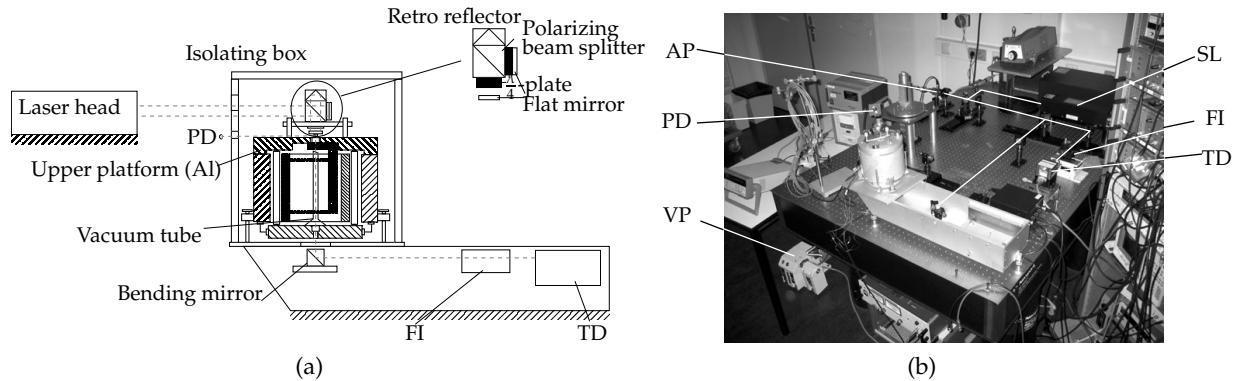 Retro reflector
Polarizing
beam splitter
λ
4
plate
Flat mirror
Isolating box
Laser head
PD
Upper platform (Al)
Vacuum tube
Bending mirror
FI
TD
(a)
AP
PD
VP
SL
FI
TD
(b)